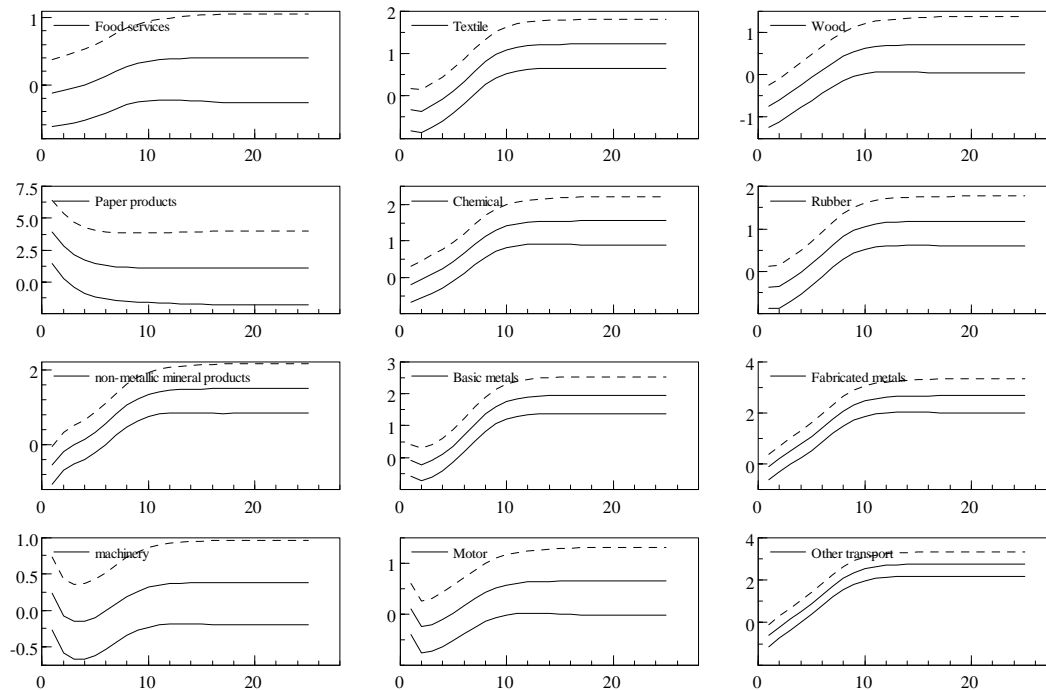 Food services
1
0
0 10 20
Textile
2
1
0
0 10 20
Wood
1
0
-1
0 10 20
Paper products
7.5
5.0
2.5
0.0
0 10 20
Chemical
2
1
0
0 10 20
Rubber
2
1
0
0 10 20
non-metallic mineral products
2
0
0 10 20
Basic metals
3
2
1
0
0 10 20
Fabricated metals
4
2
0
0 10 20
machinery
1.0
0.5
0.0
-0.5
0 10 20
Motor
1
0
0 10 20
Other transport
4
2
0
0 10 20